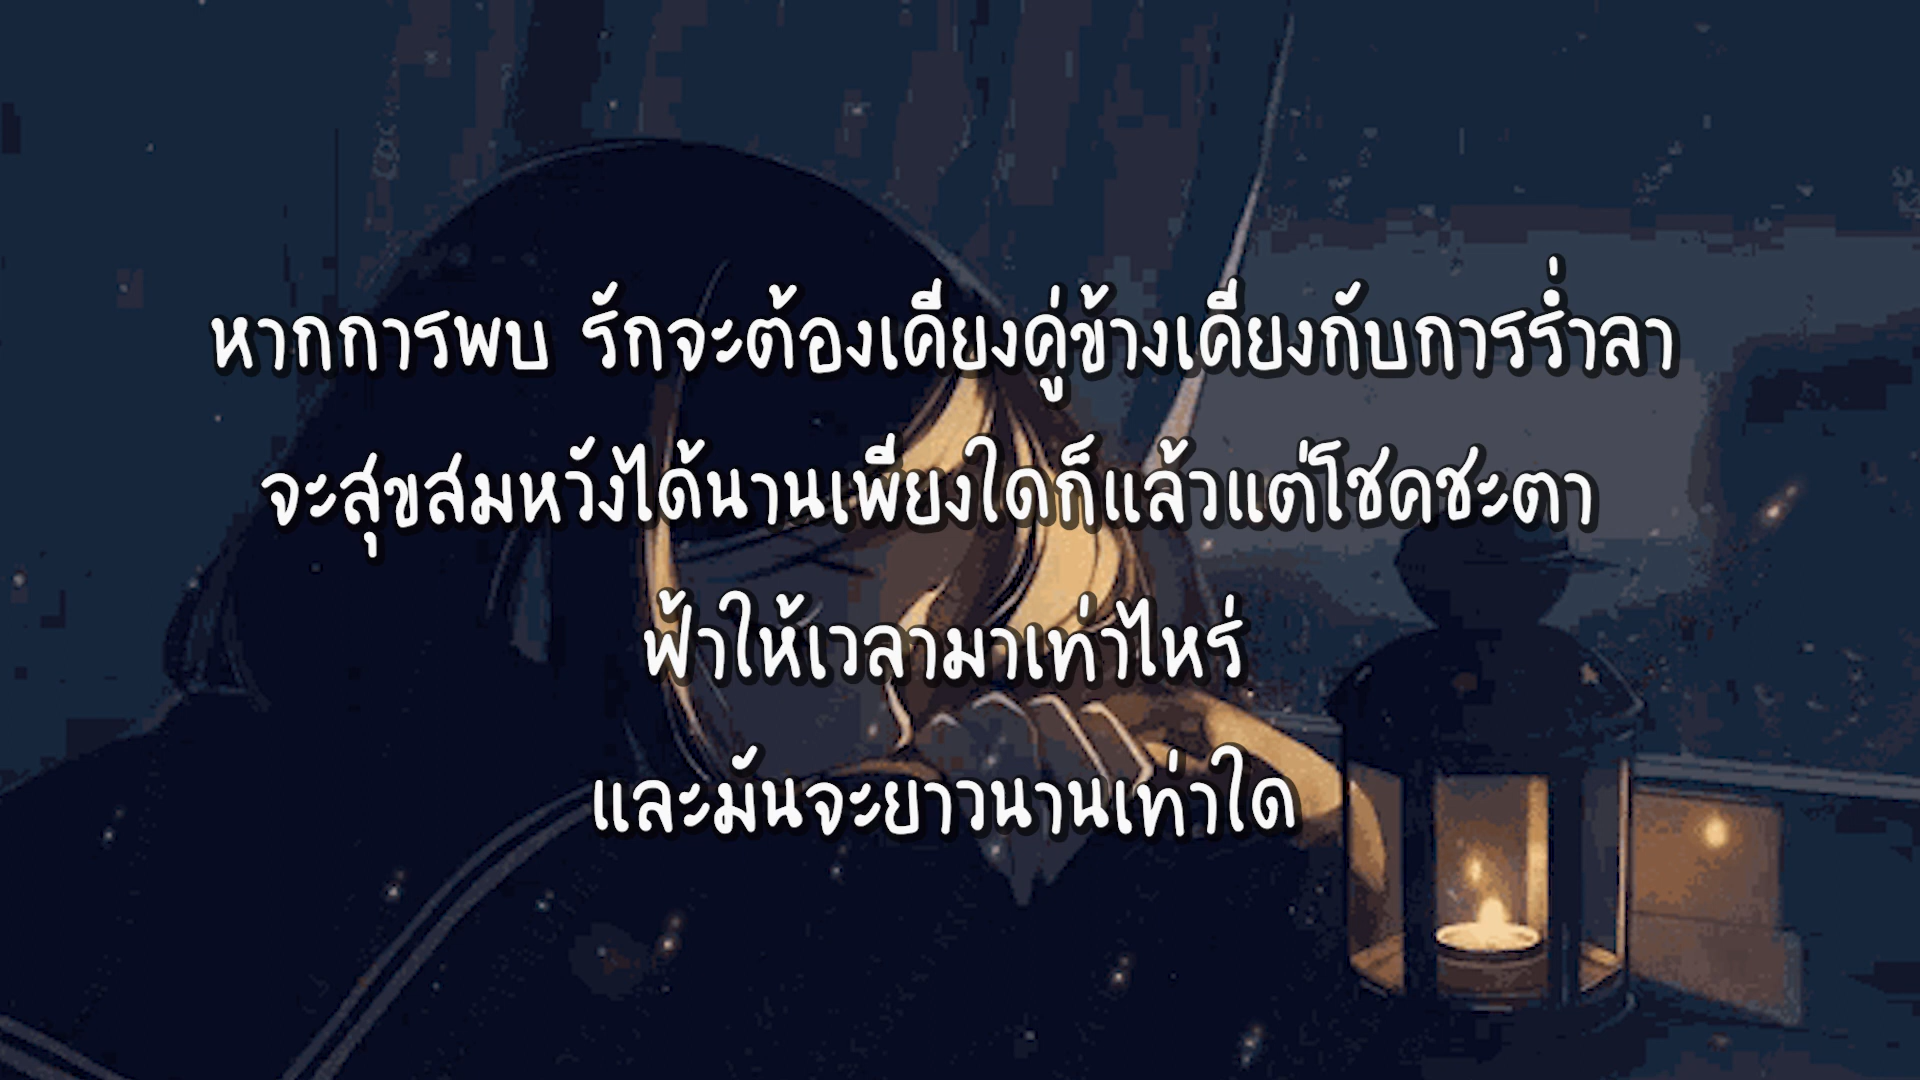 หากการพบ รักจะต้องเคียงคู่ข้างเคียงกับการร่ำลา
จะสุขสมหวังได้นานเพียงใดก็แล้วแต่โชคชะตา
ฟ้าให้เวลามาเท่าไหร่
และมันจะยาวนานเท่าใด